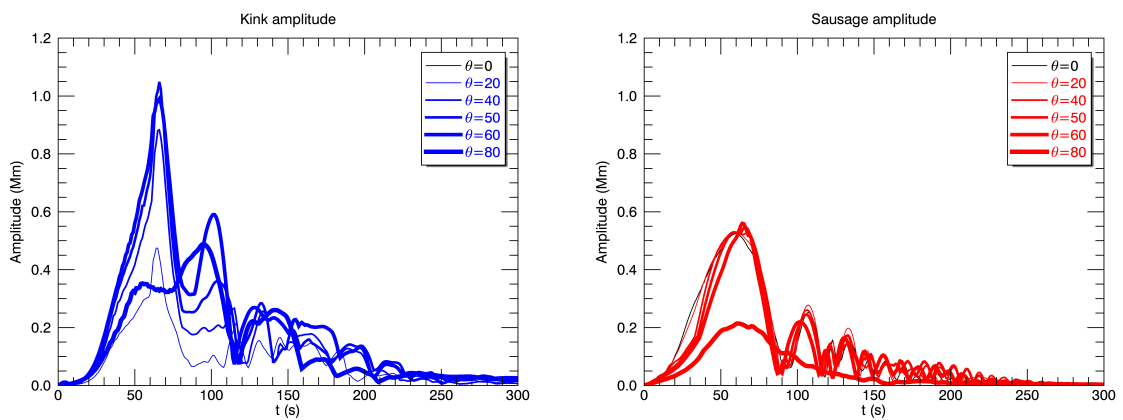 Kink amplitude
1.2
1.0
0.8
0.6
0.4
0.2
0.0
Amplitude (Mm)
θ=0
θ=20
θ=40
θ=50
θ=60
θ=80
0
50
100
150
200
250
300
t (s)
Sausage amplitude
1.2
1.0
0.8
0.6
0.4
0.2
0.0
Amplitude (Mm)
θ=0
θ=20
θ=40
θ=50
θ=60
θ=80
0
50
100
150
200
250
300
t (s)